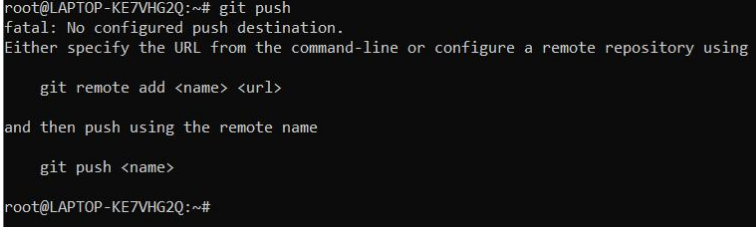 root@LAPTOP-KE7VHG2Q:~# git push
fatal: No configured push destination.
Either specify the URL from the command-line or configure a remote repository using
git remote add <name> <url>
and then push using the remote name
git push <name>
root@LAPTOP-KE7VHG2Q:~#